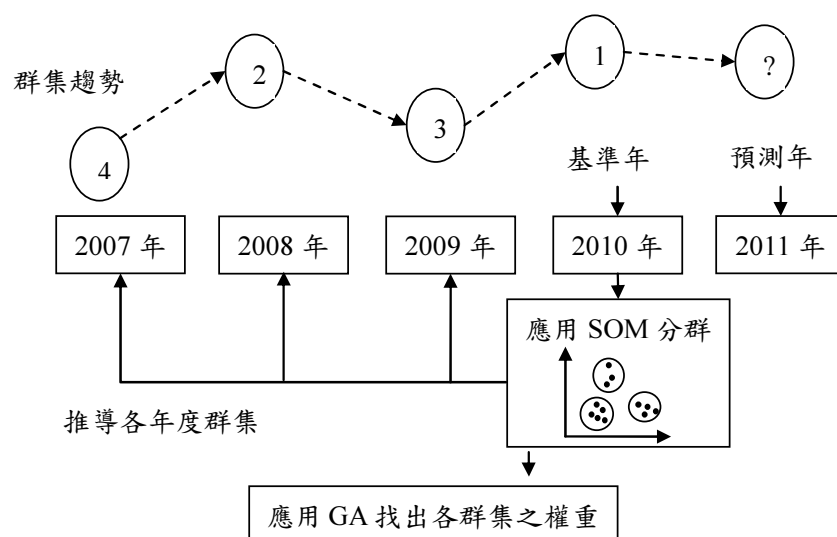 1
2
?
群集趨勢
3
4
基準年
預測年
2007 年
2008 年
2009 年
2010 年
2011 年
應用 SOM 分群
推導各年度群集
應用 GA 找出各群集之權重